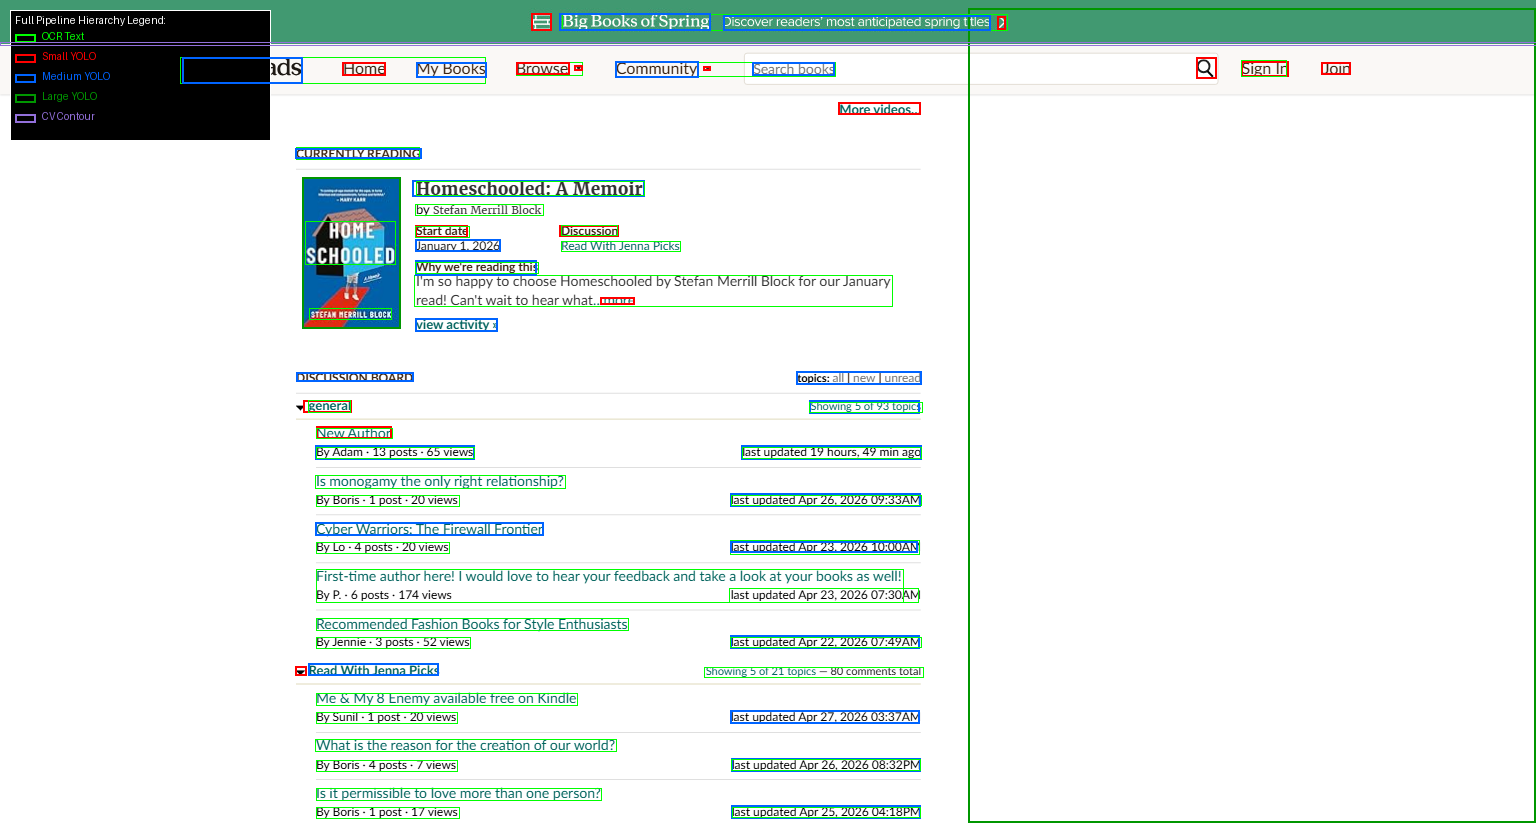 Full Pipeline Hierarchy Legend:
OCR Text
Small YOLO
Medium YOLO
Large YOLO
CV Contour
Big Books of Spring Discover readers' most anticipated spring titles
ads Home My Books Browse Community Search books Sign In Join
More videos...
CURRENTLY READING
— MARY KARR
HOME
SCHOOLED
A Memoir
STEFAN MERRILL BLOCK
Homeschooled: A Memoir
by Stefan Merrill Block
Start date Discussion
January 1, 2026 Read With Jenna Picks
Why we're reading this
I'm so happy to choose Homeschooled by Stefan Merrill Block for our January
read! Can't wait to hear what...more
view activity »
DISCUSSION BOARD topics: all | new | unread
general Showing 5 of 93 topics
New Author
By Adam · 13 posts · 65 views last updated 19 hours, 49 min ago
Is monogamy the only right relationship?
By Boris · 1 post · 20 views last updated Apr 26, 2026 09:33AM
Cyber Warriors: The Firewall Frontier
By Lo · 4 posts · 20 views last updated Apr 23, 2026 10:00AM
First-time author here! I would love to hear your feedback and take a look at your books as well!
By P. · 6 posts · 174 views last updated Apr 23, 2026 07:30AM
Recommended Fashion Books for Style Enthusiasts
By Jennie · 3 posts · 52 views last updated Apr 22, 2026 07:49AM
Read With Jenna Picks Showing 5 of 21 topics — 80 comments total
Me & My 8 Enemy available free on Kindle
By Sunil · 1 post · 20 views last updated Apr 27, 2026 03:37AM
What is the reason for the creation of our world?
By Boris · 4 posts · 7 views last updated Apr 26, 2026 08:32PM
Is it permissible to love more than one person?
By Boris · 1 post · 17 views last updated Apr 25, 2026 04:18PM